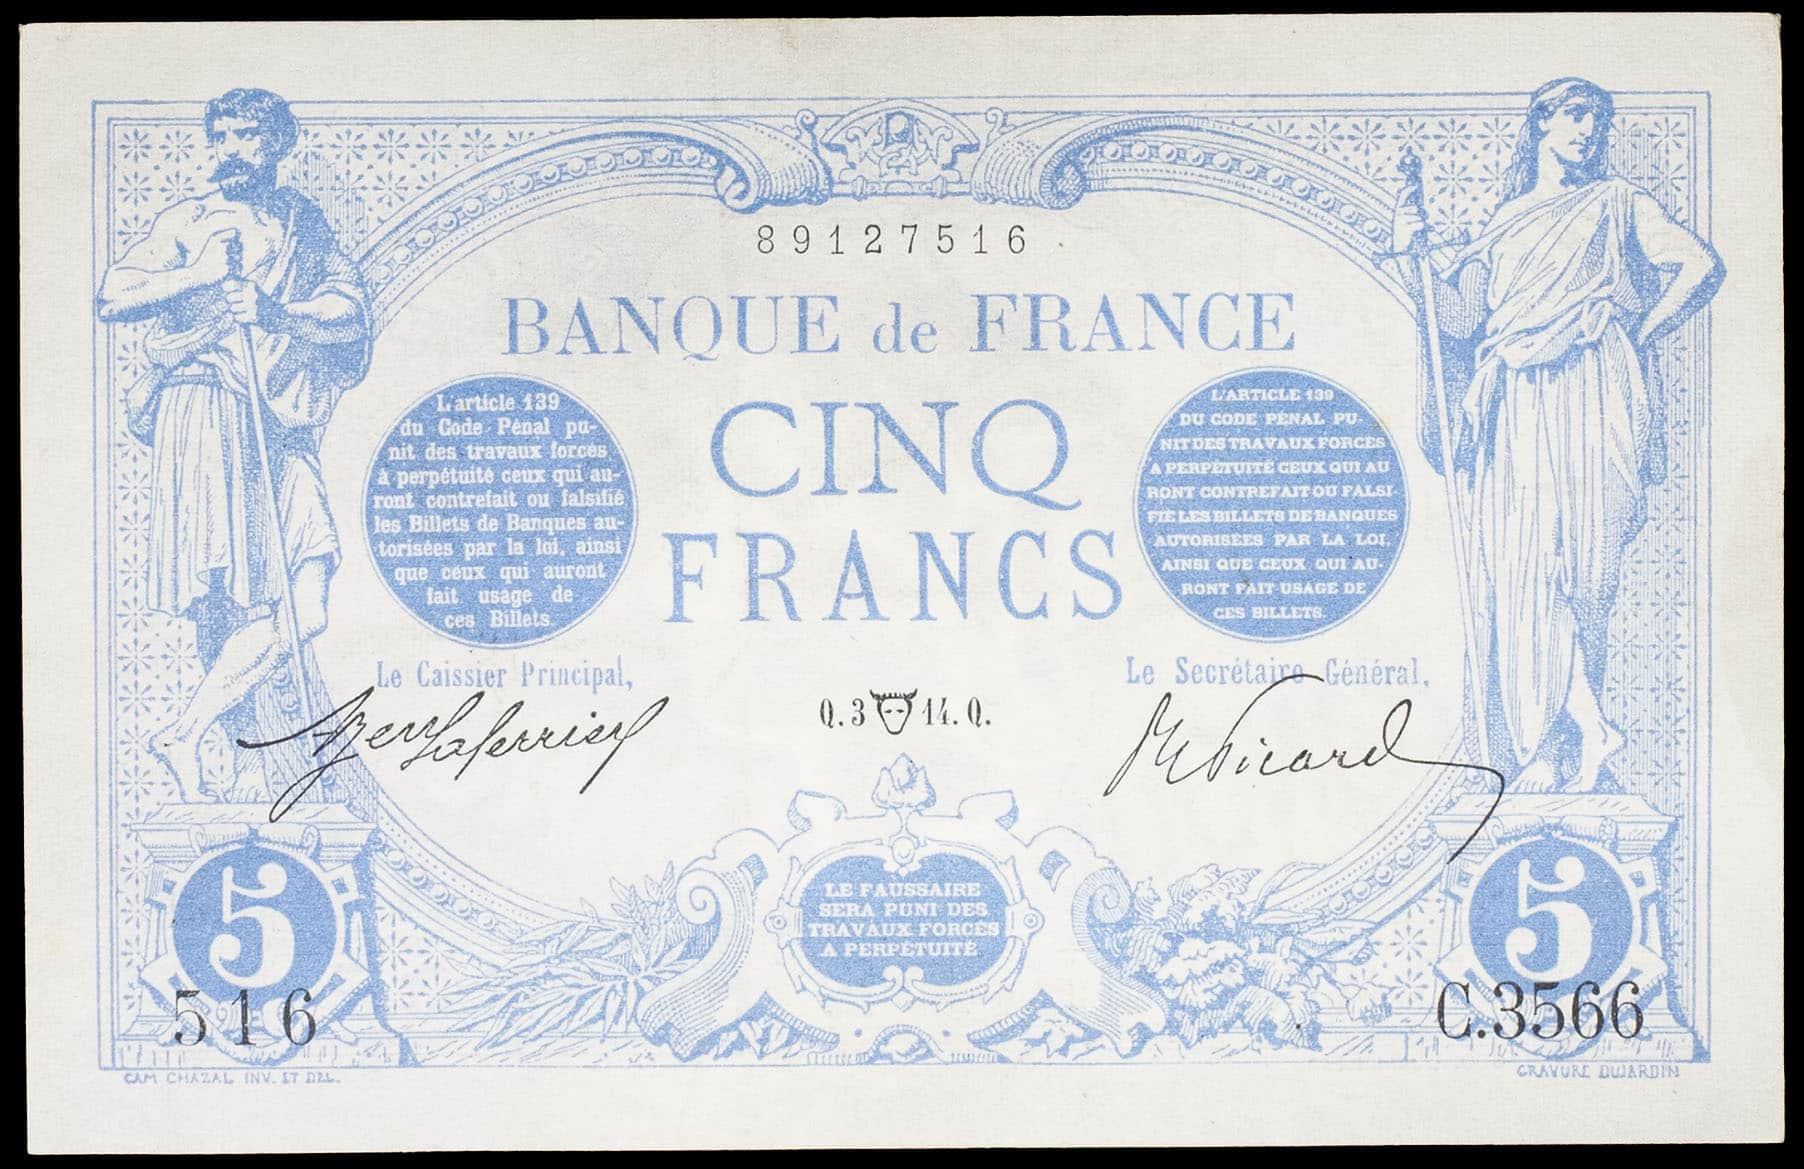 89127516
BANQUE de FRANCE
CINQ
FRANCS
L'article 139
du Code Pénal pu-
nit des travaux forcés
à perpétuité ceux qui au-
ront contrefait ou falsifié
les Billets de Banques au-
torisées par la loi, ainsi
que ceux qui auront
fait usage de
ces Billets.
L'ARTICLE 139
DU CODE PÉNAL PU-
NIT DES TRAVAUX FORCÉS
A PERPÉTUITÉ CEUX QUI AU
RONT CONTREFAIT OU FALSI
FIÉ LES BILLETS DE BANQUES
AUTORISÉES PAR LA LOI,
AINSI QUE CEUX QUI AU-
RONT FAIT USAGE DE
CES BILLETS.
Le Caissier Principal,
Le Secrétaire Général,
Q.3 14.Q.
Picard
LE FAUSSAIRE
SERA PUNI DES
TRAVAUX FORCÉS
A PERPÉTUITÉ
5
5
516
C.3566
CAM CHAZAL INV. ET DEL.
GRAVURE DUJARDIN